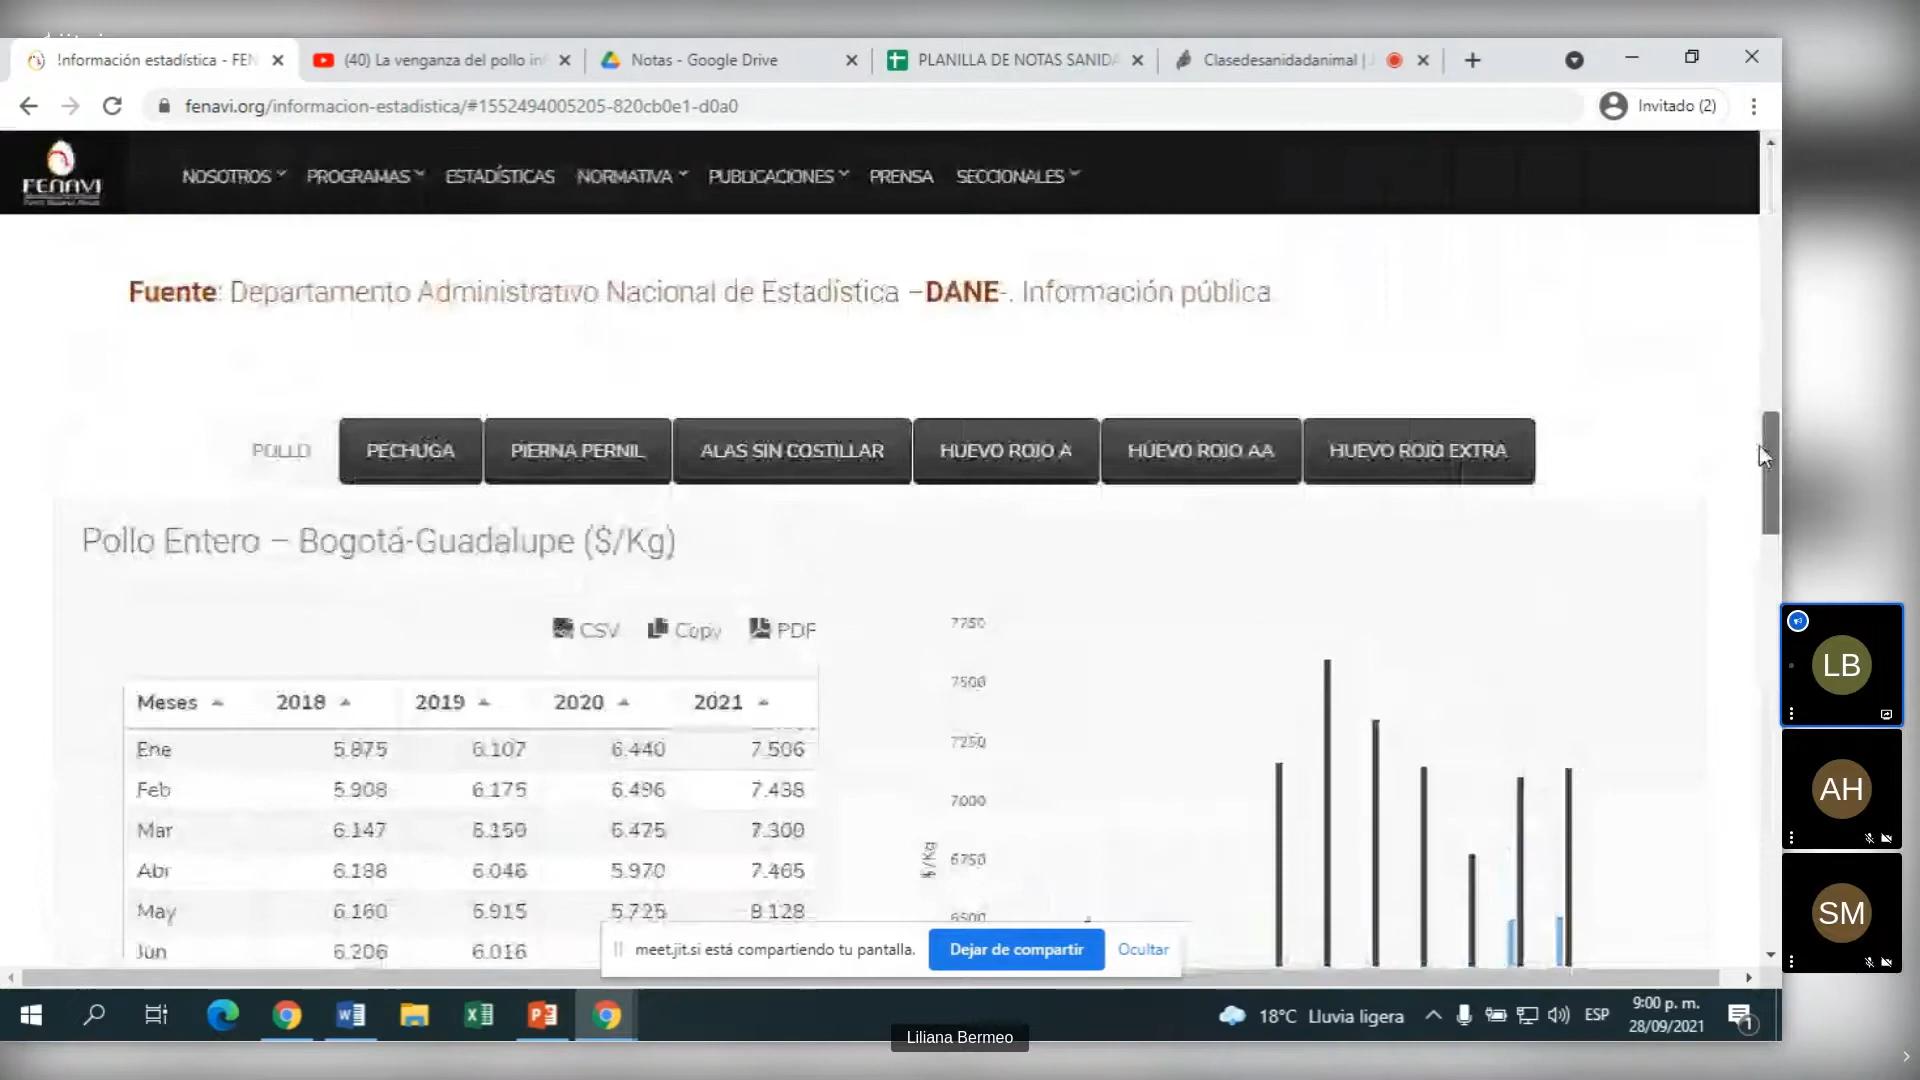 !nformación estadística - FEN
(40) La venganza del pollo in
Notas - Google Drive
PLANILLA DE NOTAS SANIDA
Clasedesanidadanimal | J
fenavi.org/informacion-estadistica/#1552494005205-820cb0e1-d0a0
Invitado (2)
FENAVI
NOSOTROS PROGRAMAS ESTADÍSTICAS NORMATIVA PUBLICACIONES PRENSA SECCIONALES
Fuente: Departamento Administrativo Nacional de Estadística –DANE-. Información pública
POLLO PECHUGA PIERNA PERNIL ALAS SIN COSTILLAR HUEVO ROJO A HUEVO ROJO AA HUEVO ROJO EXTRA
Pollo Entero – Bogotá-Guadalupe ($/Kg)
CSV Copy PDF
Meses 2018 2019 2020 2021
Ene 5.875 6.107 6.440 7.506
Feb 5.908 6.175 6.496 7.438
Mar 6.147 6.150 6.475 7.300
Abr 6.138 6.046 5.970 7.465
May 6.160 5.915 5.725 8.128
Jun 6.206 6.016
7750
7500
7250
7000
6750
6500
$/Kg
meet.jit.si está compartiendo tu pantalla.
Dejar de compartir
Ocultar
LB
AH
SM
18°C Lluvia ligera
ESP
9:00 p. m.
28/09/2021
1
Liliana Bermeo